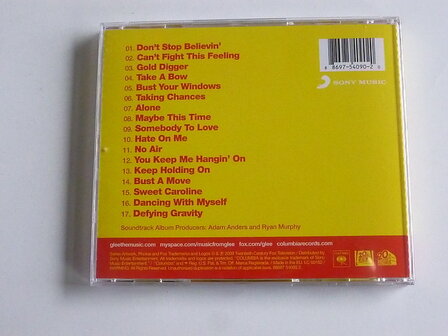 01. Don't Stop Believin'
02. Can't Fight This Feeling
03. Gold Digger
04. Take A Bow
05. Bust Your Windows
06. Taking Chances
07. Alone
08. Maybe This Time
09. Somebody To Love
10. Hate On Me
11. No Air
12. You Keep Me Hangin' On
13. Keep Holding On
14. Bust A Move
15. Sweet Caroline
16. Dancing With Myself
17. Defying Gravity
8 8697-54090-2
SONY MUSIC
Soundtrack Album Producers: Adam Anders and Ryan Murphy
gleethemusic.com myspace.com/musicfromglee fox.com/glee columbiarecords.com